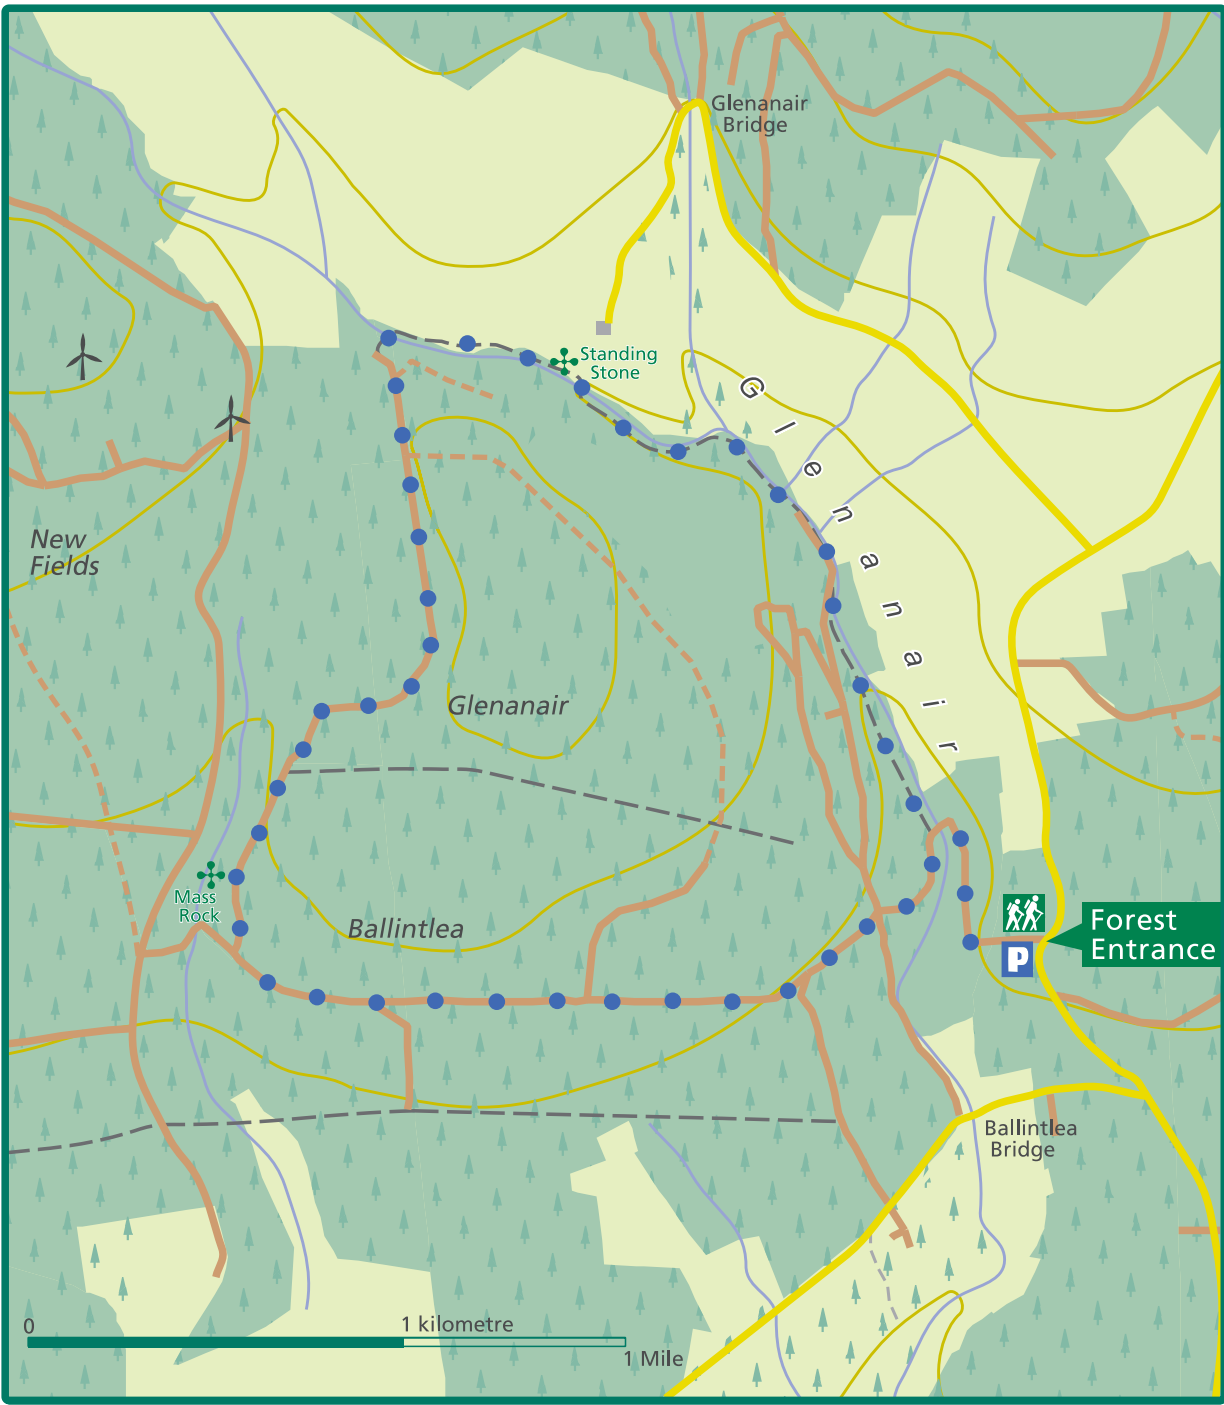 Glenanair
Bridge
Standing
Stone
Glenanair
New
Fields
Glenanair
Mass
Rock
Ballintlea
P
Forest
Entrance
Ballintlea
Bridge
0
1 kilometre
1 Mile